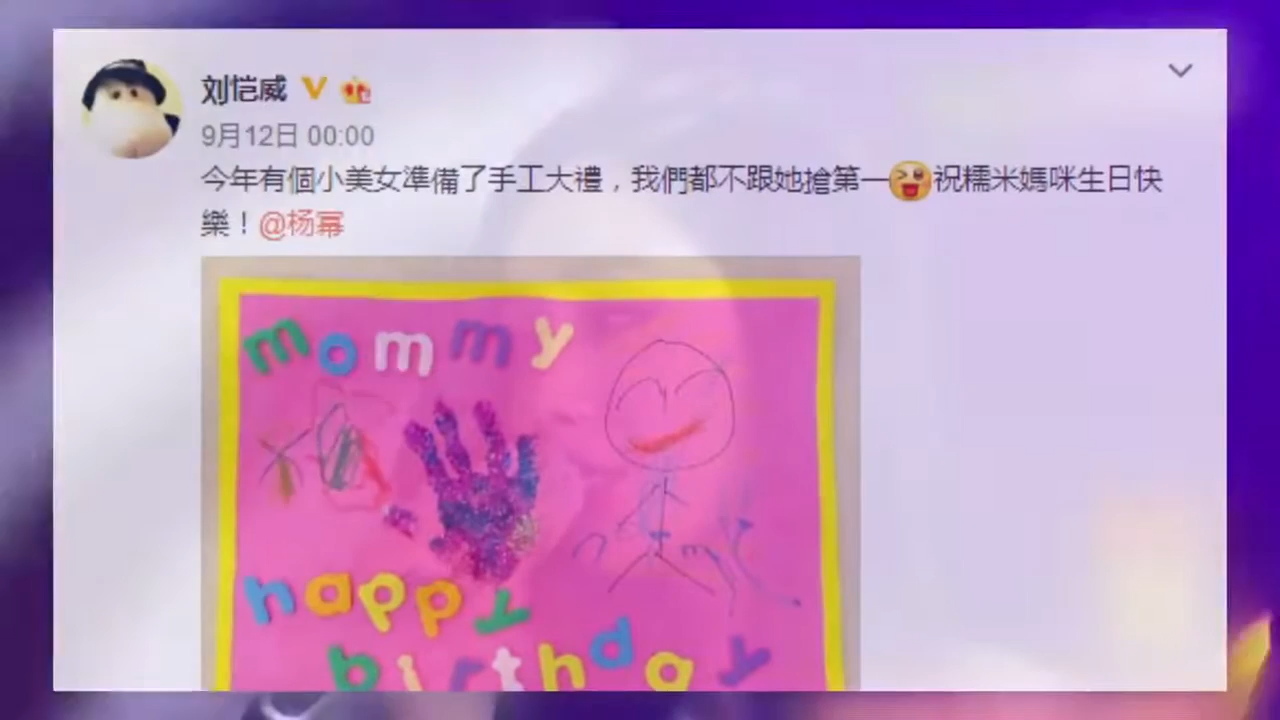 刘恺威
9月12日 00:00
今年有個小美女準備了手工大禮，我們都不跟她搶第一😜祝糯米媽咪生日快
樂！@杨幂
mommy
happy
birthday